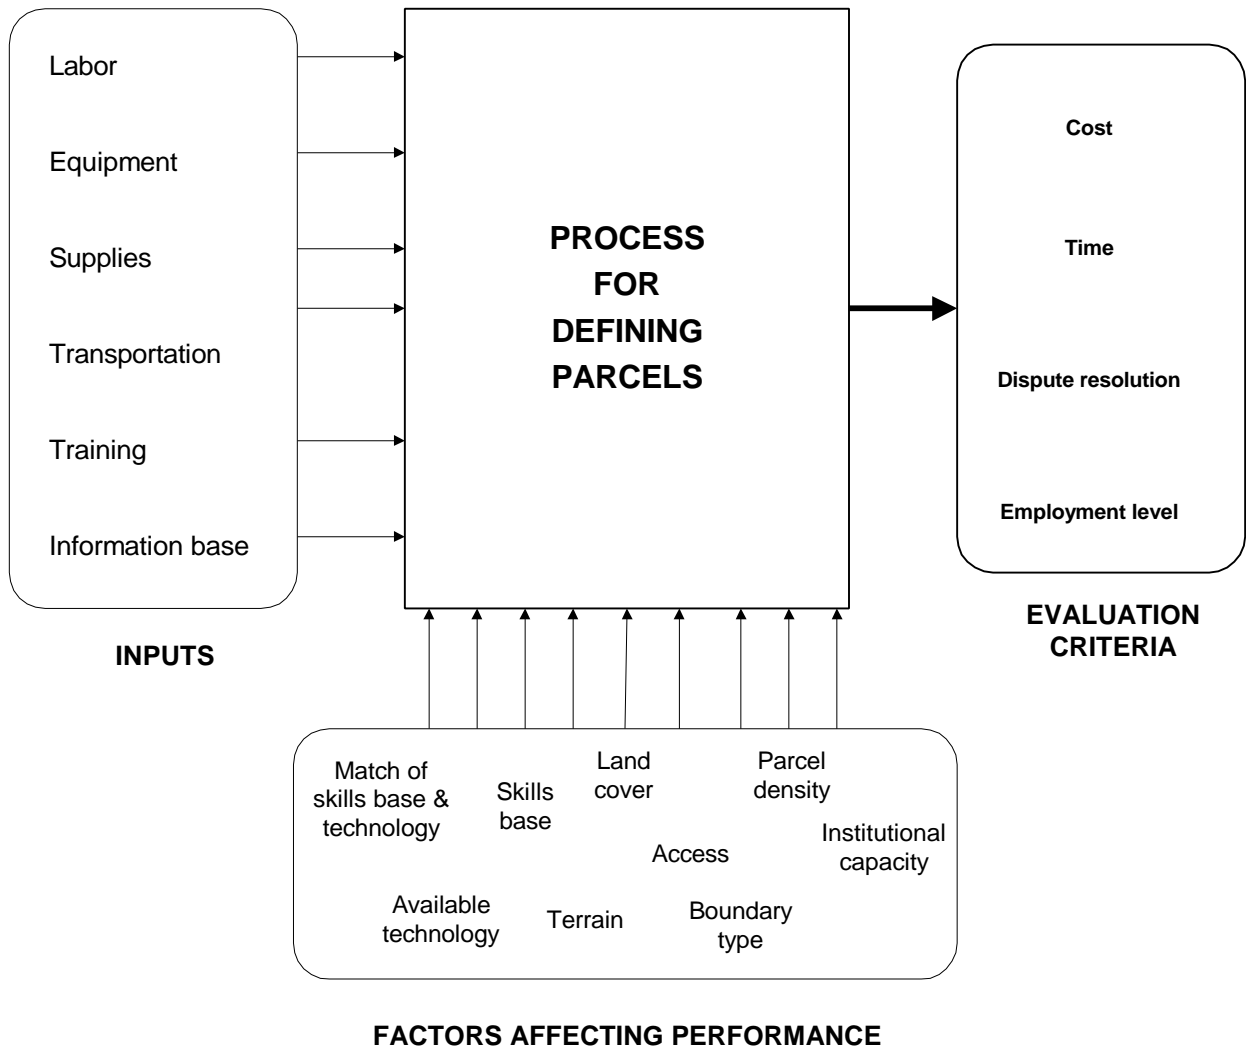 Labor
Equipment
Supplies
Transportation
Training
Information base
INPUTS
PROCESS
FOR
DEFINING
PARCELS
Cost
Time
Dispute resolution
Employment level
EVALUATION
CRITERIA
Match of
skills base &
technology
Skills
base
Land
cover
Parcel
density
Access
Institutional
capacity
Available
technology
Terrain
Boundary
type
FACTORS AFFECTING PERFORMANCE